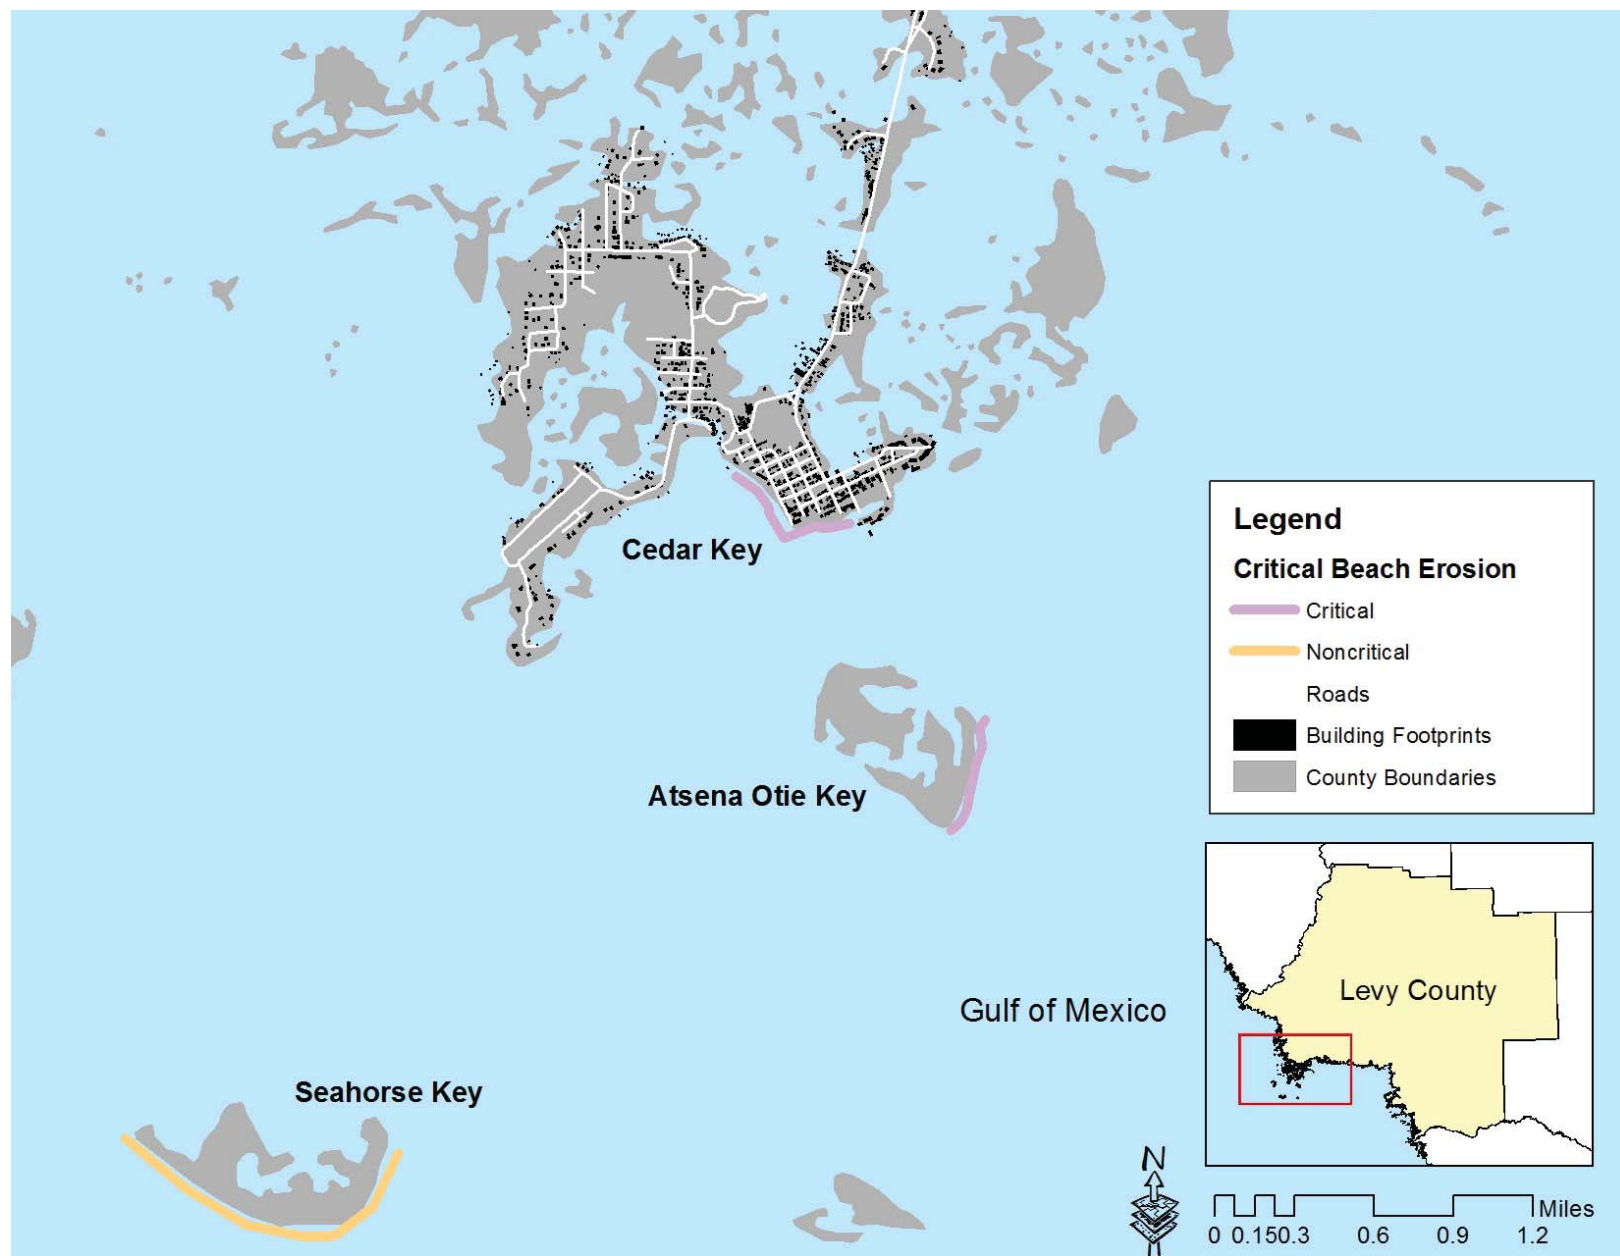 Cedar Key
Legend
Critical Beach Erosion
Critical
Noncritical
Roads
Building Footprints
County Boundaries
Atsena Otie Key
Levy County
Gulf of Mexico
Seahorse Key
N
Miles
0 0.150.3 0.6 0.9 1.2